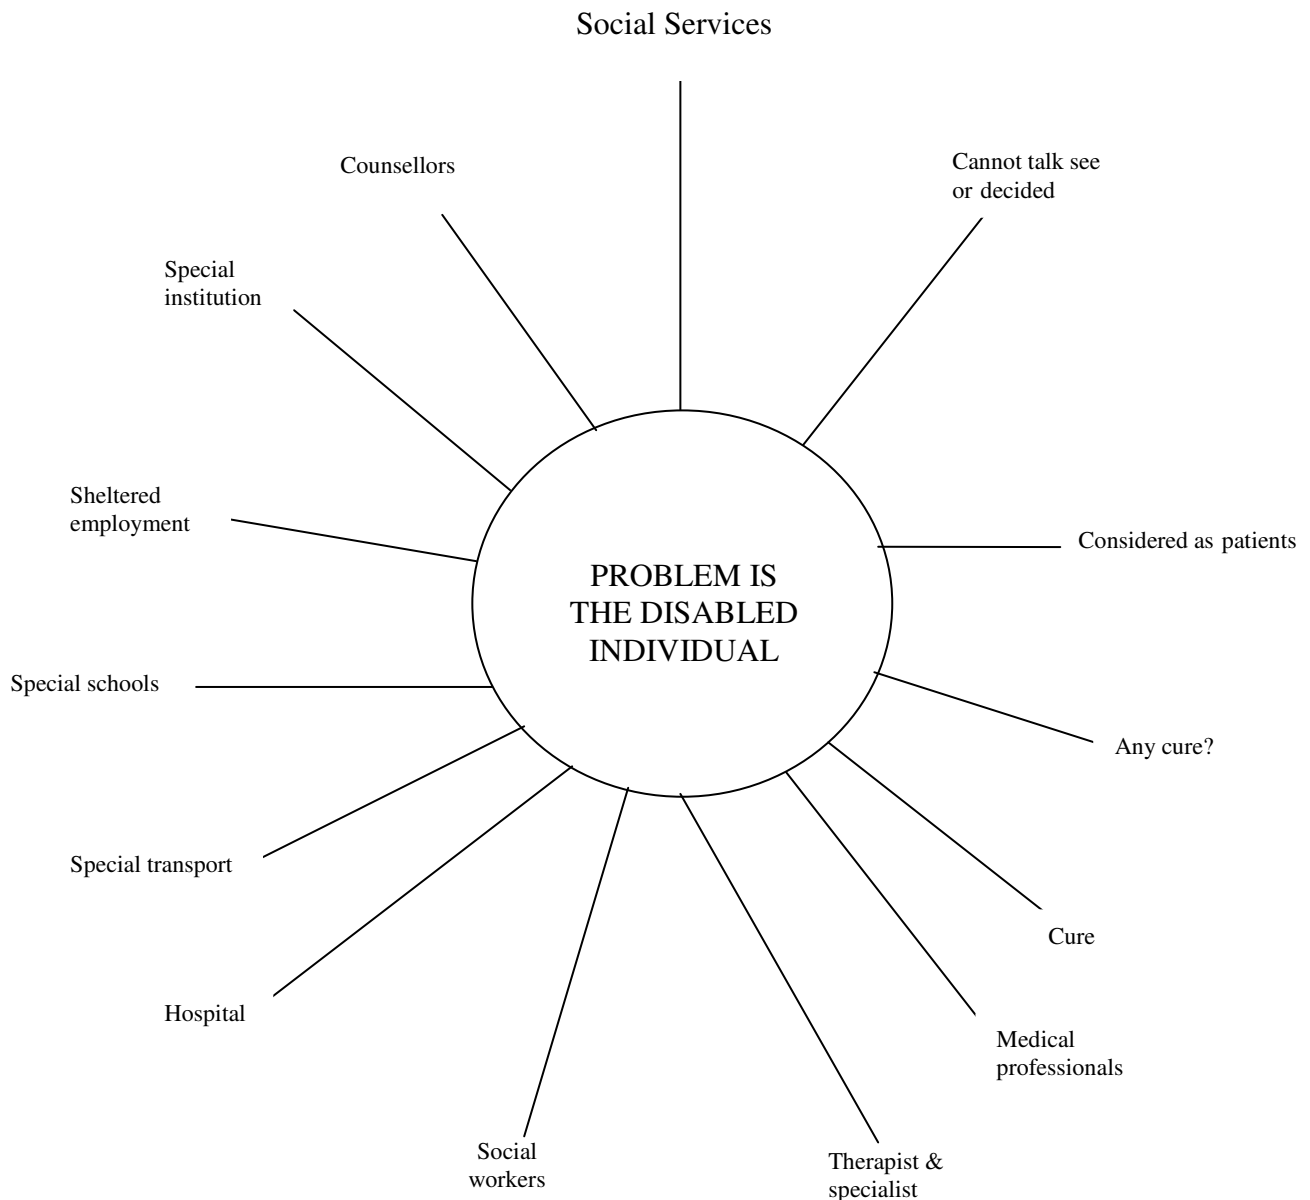 Social Services
Counsellors
Cannot talk see
or decided
Special
institution
Sheltered
employment
Considered as patients
PROBLEM IS
THE DISABLED
INDIVIDUAL
Special schools
Any cure?
Special transport
Cure
Hospital
Medical
professionals
Social
workers
Therapist &
specialist